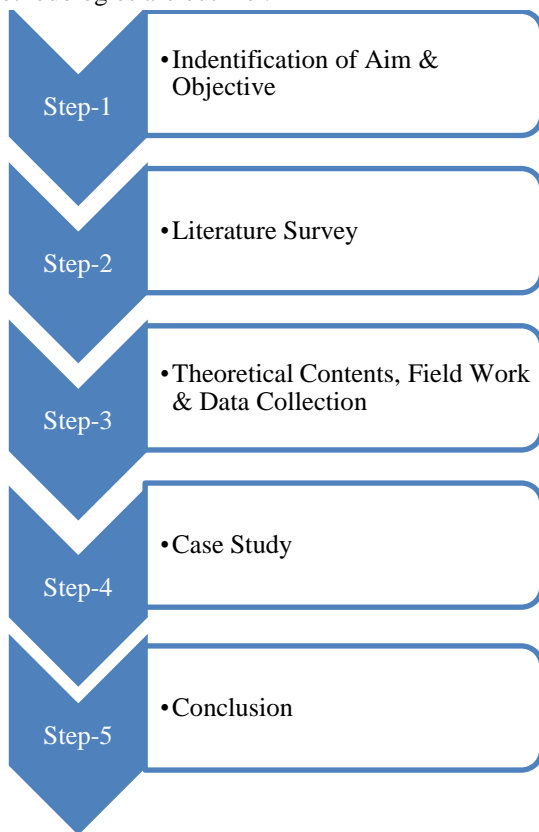 Step-1
•Indentification of Aim &
Objective
Step-2
•Literature Survey
Step-3
•Theoretical Contents, Field Work
& Data Collection
Step-4
•Case Study
Step-5
•Conclusion